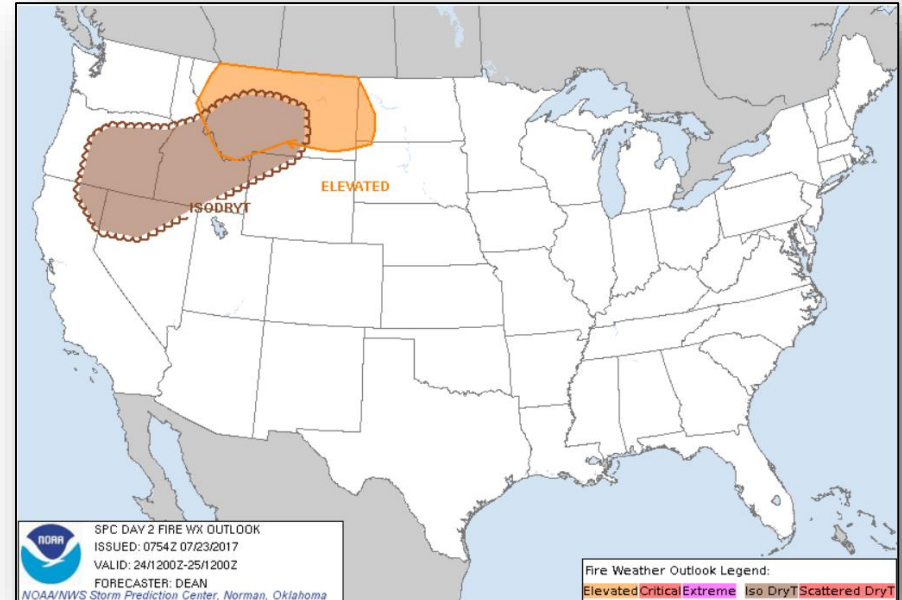 ELEVATED
ISODRYT
NOAA
SPC DAY 2 FIRE WX OUTLOOK
ISSUED: 0754Z 07/23/2017
VALID: 24/1200Z-25/1200Z
FORECASTER: DEAN
NOAA/NWS Storm Prediction Center, Norman, Oklahoma
Fire Weather Outlook Legend:
Elevated Critical Extreme Iso DryT Scattered DryT